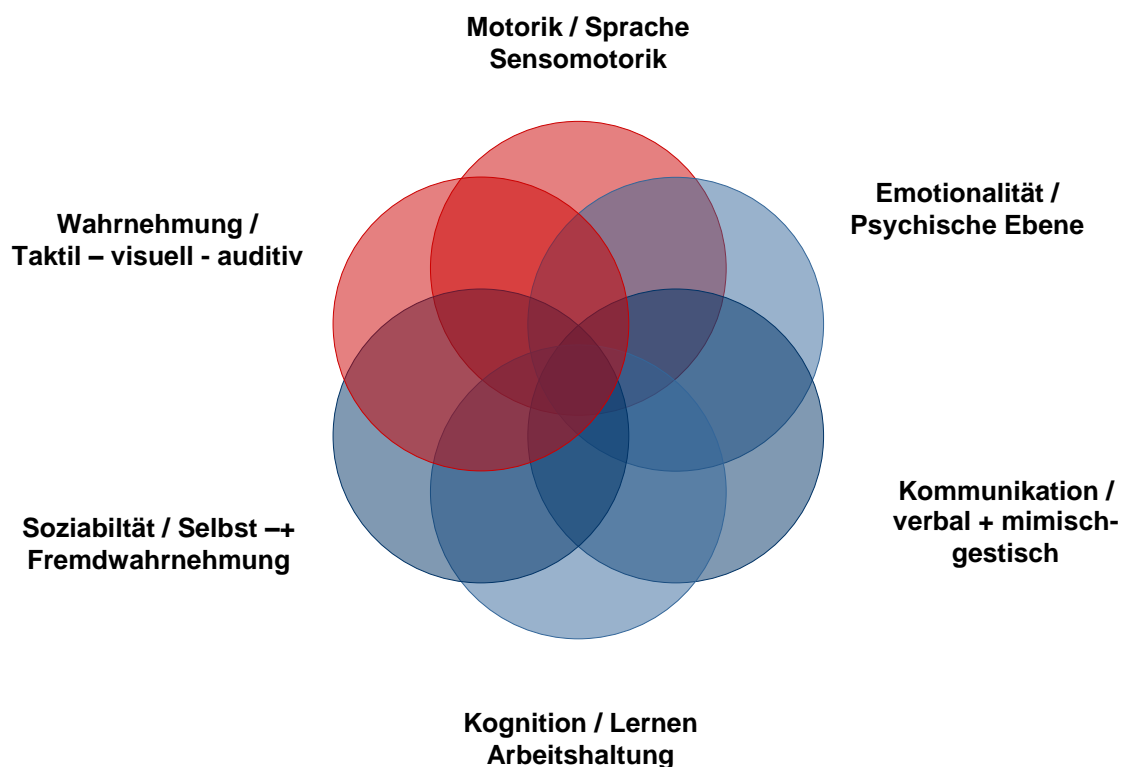 Motorik / Sprache
Sensomotorik
Emotionalität /
Psychische Ebene
Wahrnehmung /
Taktil – visuell - auditiv
Kommunikation /
verbal + mimisch-
gestisch
Soziabiltät / Selbst –+
Fremdwahrnehmung
Kognition / Lernen
Arbeitshaltung